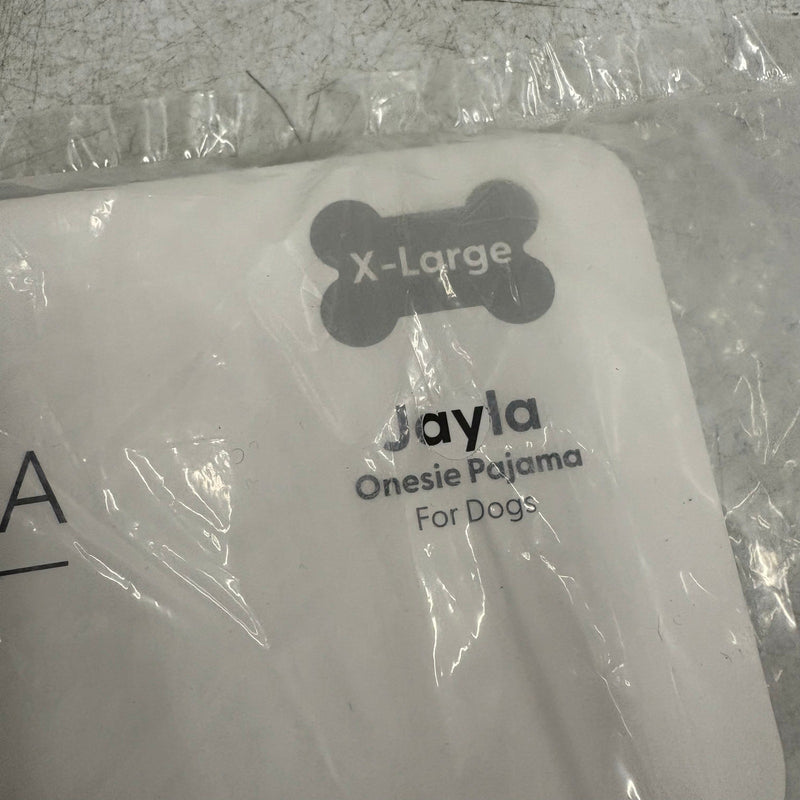 X-Large
Jayla
Onesie Pajama
For Dogs
A